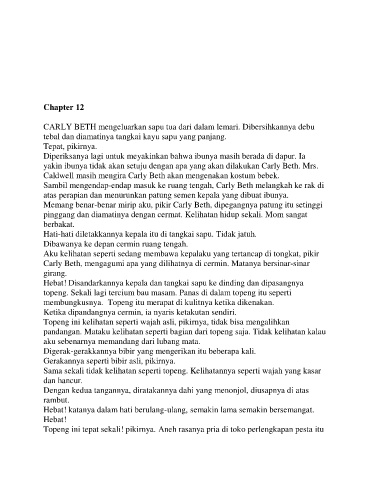 Chapter 12
CARLY BETH mengeluarkan sapu tua dari dalam lemari. Dibersihkannya debu
tebal dan diamatinya tangkai kayu sapu yang panjang.
Tepat, pikirnya.
Diperiksanya lagi untuk meyakinkan bahwa ibunya masih berada di dapur. Ia
yakin ibunya tidak akan setuju dengan apa yang akan dilakukan Carly Beth. Mrs.
Caldwell masih mengira Carly Beth akan mengenakan kostum bebek.
Sambil mengendap-endap masuk ke ruang tengah, Carly Beth melangkah ke rak di
atas perapian dan menurunkan patung semen kepala yang dibuat ibunya.
Memang benar-benar mirip aku, pikir Carly Beth, dipegangnya patung itu setinggi
pinggang dan diamatinya dengan cermat. Kelihatan hidup sekali. Mom sangat
berbakat.
Hati-hati diletakkannya kepala itu di tangkai sapu. Tidak jatuh.
Dibawanya ke depan cermin ruang tengah.
Aku kelihatan seperti sedang membawa kepalaku yang tertancap di tongkat, pikir
Carly Beth, mengagumi apa yang dilihatnya di cermin. Matanya bersinar-sinar
girang.
Hebat! Disandarkannya kepala dan tangkai sapu ke dinding dan dipasangnya
topeng. Sekali lagi tercium bau masam. Panas di dalam topeng itu seperti
membungkusnya. Topeng itu merapat di kulitnya ketika dikenakan.
Ketika dipandangnya cermin, ia nyaris ketakutan sendiri.
Topeng ini kelihatan seperti wajah asli, pikirnya, tidak bisa mengalihkan
pandangan. Mataku kelihatan seperti bagian dari topeng saja. Tidak kelihatan kalau
aku sebenarnya memandang dari lubang mata.
Digerak-gerakkannya bibir yang mengerikan itu beberapa kali.
Gerakannya seperti bibir asli, pikirnya.
Sama sekali tidak kelihatan seperti topeng. Kelihatannya seperti wajah yang kasar
dan hancur.
Dengan kedua tangannya, diratakannya dahi yang menonjol, diusapnya di atas
rambut.
Hebat! katanya dalam hati berulang-ulang, semakin lama semakin bersemangat.
Hebat!
Topeng ini tepat sekali! pikirnya. Aneh rasanya pria di toko perlengkapan pesta itu